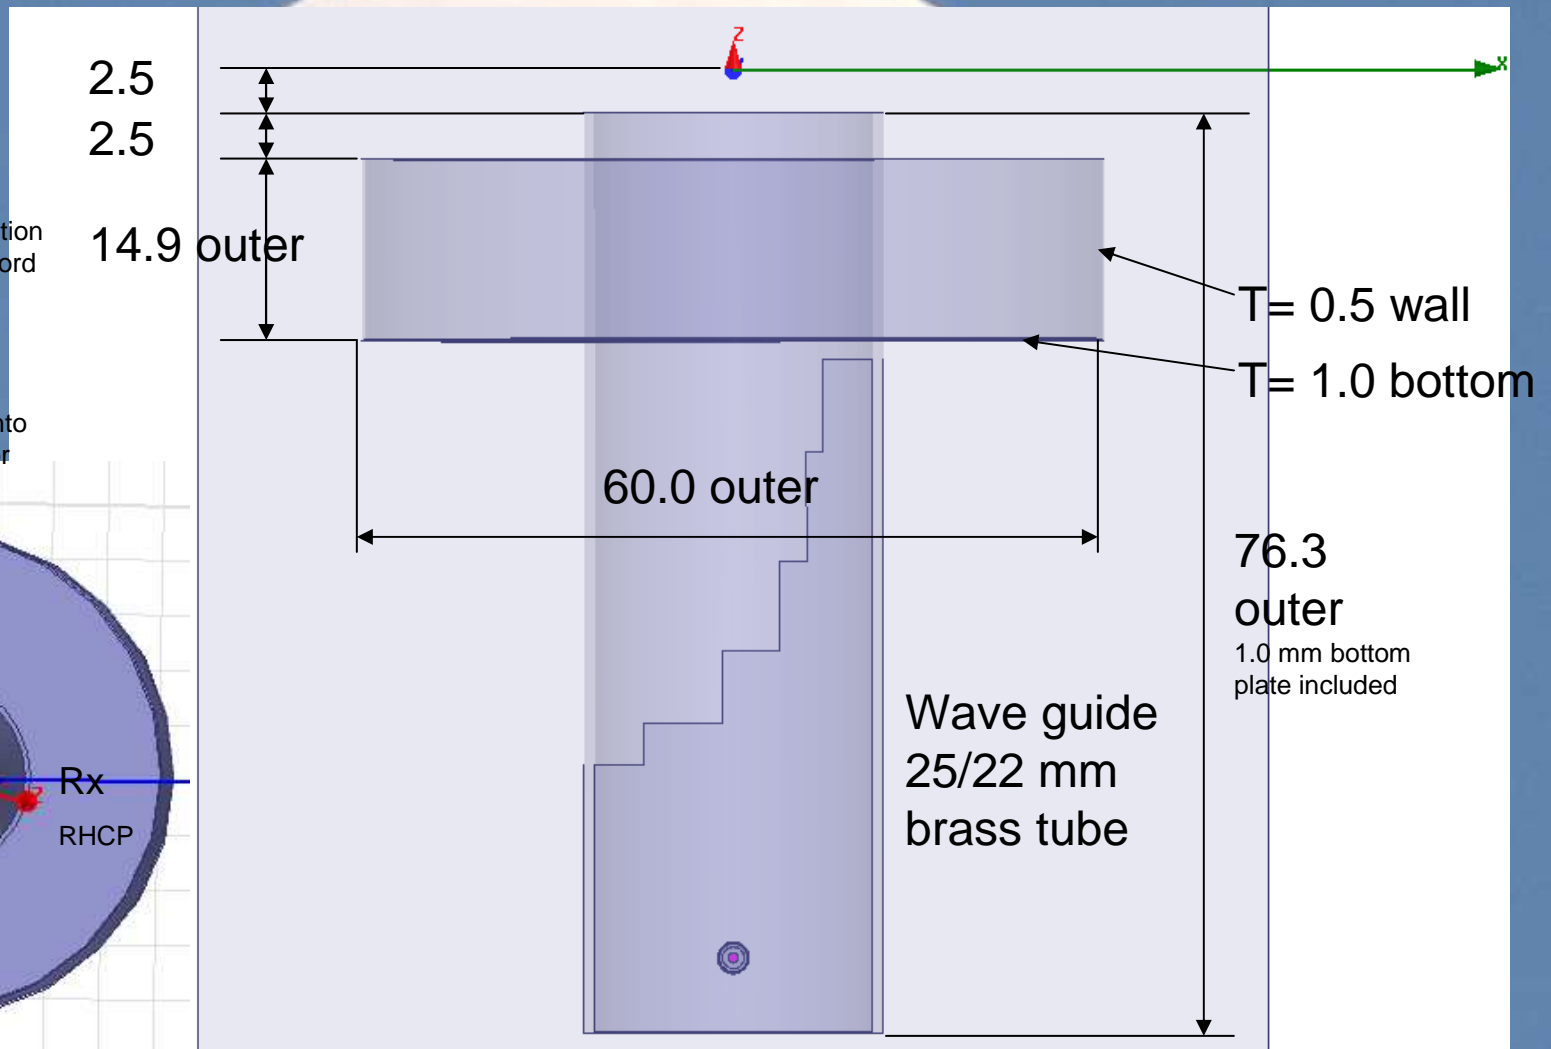 2.5
2.5
14.9 outer
T= 0.5 wall
T= 1.0 bottom
60.0 outer
76.3
outer
1.0 mm bottom
plate included
Wave guide
25/22 mm
brass tube
Rx
RHCP
z
x
z